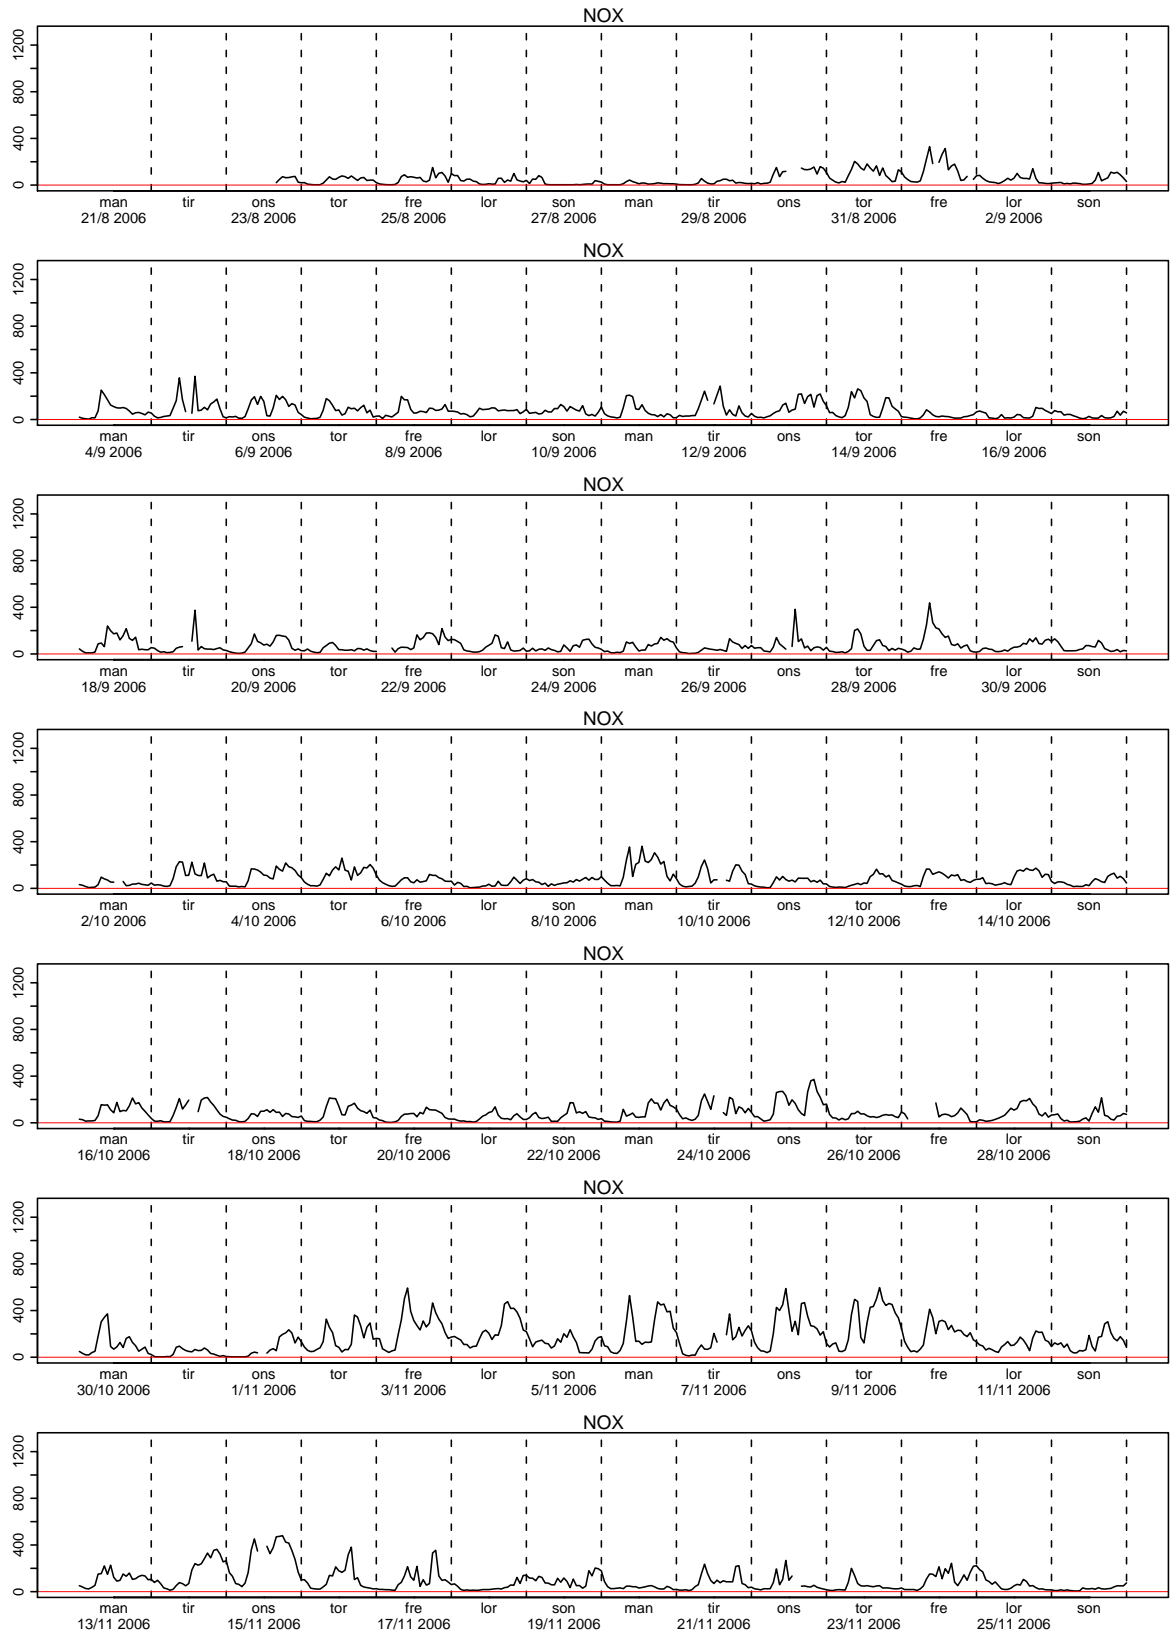 NOX
1200
800
400
0
man tir ons tor fre lor son man tir ons tor fre lor son
21/8 2006 23/8 2006 25/8 2006 27/8 2006 29/8 2006 31/8 2006 2/9 2006
NOX
1200
800
400
0
man tir ons tor fre lor son man tir ons tor fre lor son
4/9 2006 6/9 2006 8/9 2006 10/9 2006 12/9 2006 14/9 2006 16/9 2006
NOX
1200
800
400
0
man tir ons tor fre lor son man tir ons tor fre lor son
18/9 2006 20/9 2006 22/9 2006 24/9 2006 26/9 2006 28/9 2006 30/9 2006
NOX
1200
800
400
0
man tir ons tor fre lor son man tir ons tor fre lor son
2/10 2006 4/10 2006 6/10 2006 8/10 2006 10/10 2006 12/10 2006 14/10 2006
NOX
1200
800
400
0
man tir ons tor fre lor son man tir ons tor fre lor son
16/10 2006 18/10 2006 20/10 2006 22/10 2006 24/10 2006 26/10 2006 28/10 2006
NOX
1200
800
400
0
man tir ons tor fre lor son man tir ons tor fre lor son
30/10 2006 1/11 2006 3/11 2006 5/11 2006 7/11 2006 9/11 2006 11/11 2006
NOX
1200
800
400
0
man tir ons tor fre lor son man tir ons tor fre lor son
13/11 2006 15/11 2006 17/11 2006 19/11 2006 21/11 2006 23/11 2006 25/11 2006